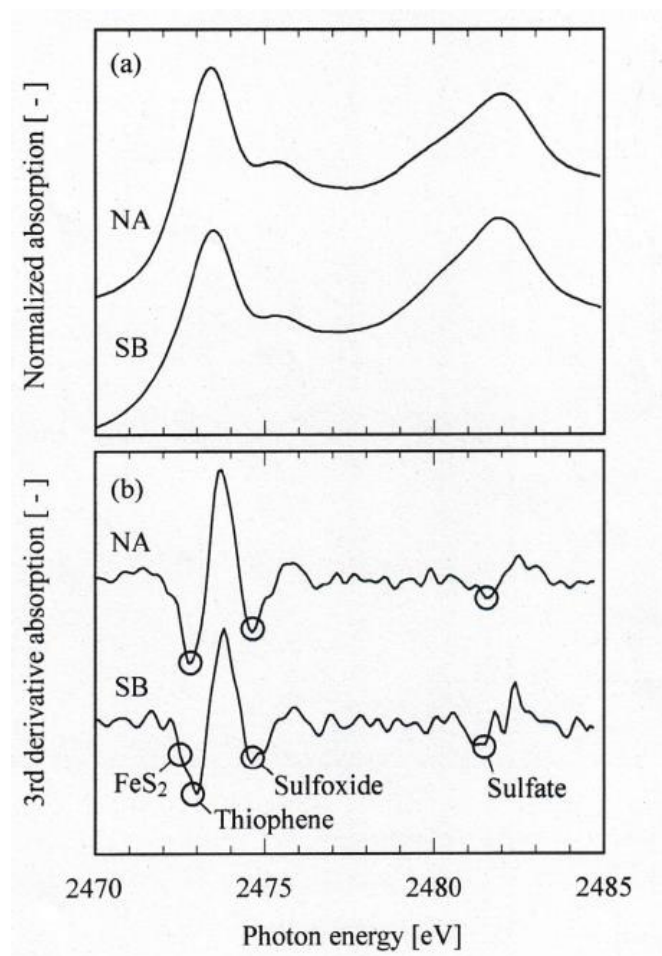 (a)
Normalized absorption [ - ]
NA
SB
(b)
3rd derivative absorption [ - ]
NA
SB
FeS₂
Thiophene
Sulfoxide
Sulfate
2470 2475 2480 2485
Photon energy [eV]